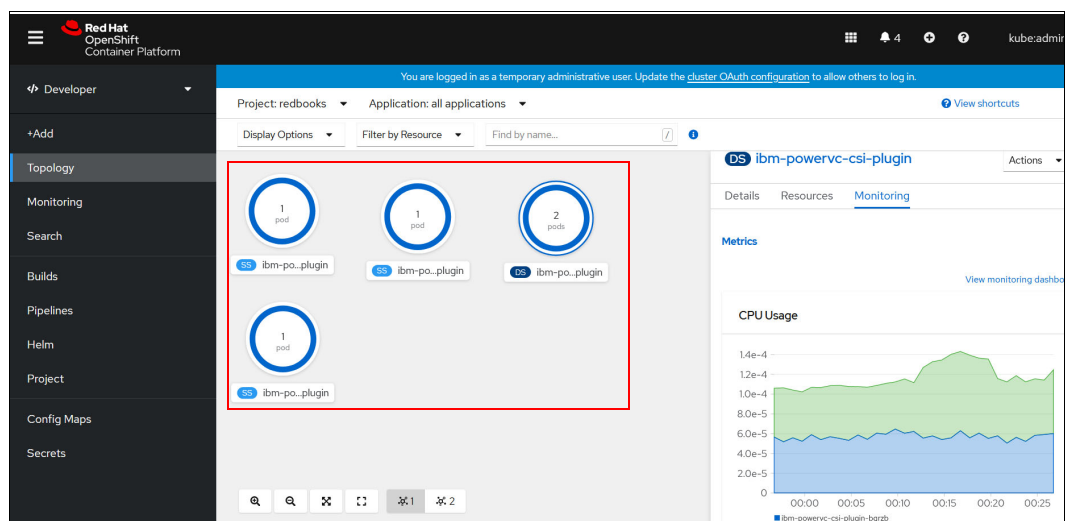 Red Hat
OpenShift
Container Platform
4
kube:admin
Developer
You are logged in as a temporary administrative user. Update the cluster OAuth configuration to allow others to log in.
Project: redbooks
Application: all applications
View shortcuts
+Add
Display Options
Filter by Resource
Find by name...
/
Topology
Monitoring
Search
Builds
Pipelines
Helm
Project
Config Maps
Secrets
1
pod
SS ibm-po...plugin
1
pod
SS ibm-po...plugin
2
pods
DS ibm-po...plugin
1
pod
SS ibm-po...plugin
1
2
DS ibm-powervc-csi-plugin
Actions
Details
Resources
Monitoring
Metrics
View monitoring dashbo
CPU Usage
1.4e-4
1.2e-4
1.0e-4
8.0e-5
6.0e-5
4.0e-5
2.0e-5
0
00:00
00:05
00:10
00:15
00:20
00:25
ibm-powervc-csi-plugin-bqrzb